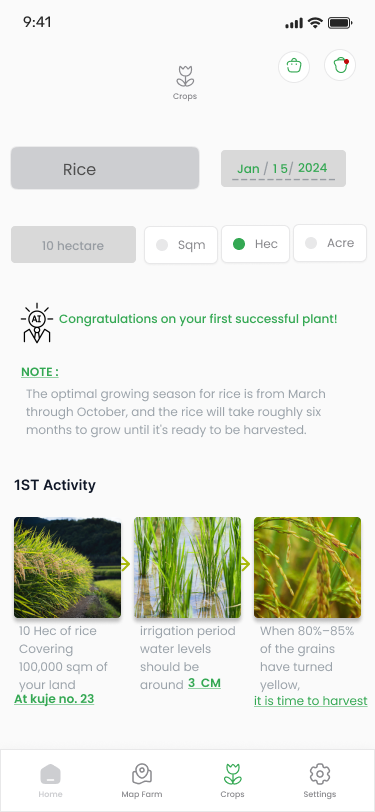 9:41
Crops
Rice
Jan / 1 5/ 2024
10 hectare
Sqm
Hec
Acre
AI
Congratulations on your first successful plant!
NOTE :
The optimal growing season for rice is from March
through October, and the rice will take roughly six
months to grow until it's ready to be harvested.
1ST Activity
10 Hec of rice
Covering
100,000 sqm of
your land
At kuje no. 23
irrigation period
water levels
should be
around 3 CM
When 80%–85%
of the grains
have turned
yellow,
it is time to harvest
Home
Map Farm
Crops
Settings